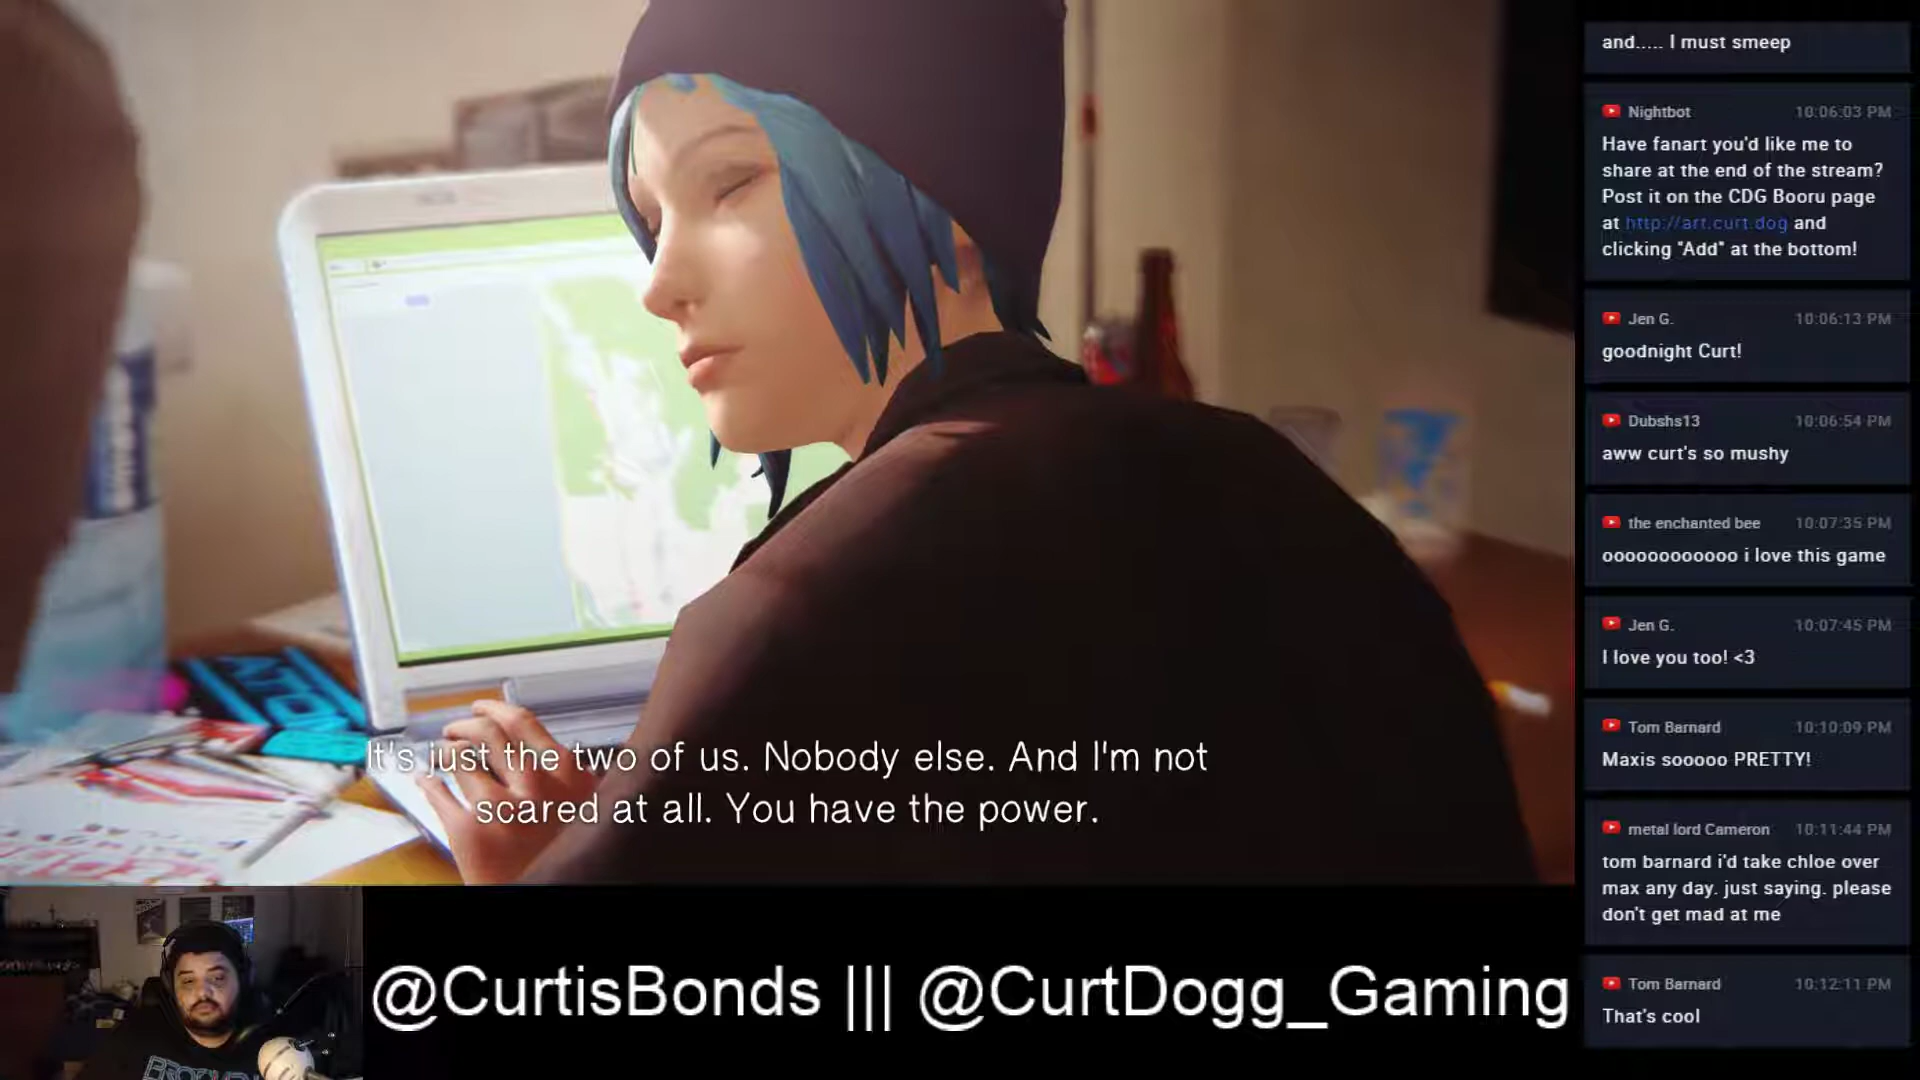 It's just the two of us. Nobody else. And I'm not
scared at all. You have the power.
@CurtisBonds ||| @CurtDogg_Gaming
and..... I must smeep
Nightbot 10:06:03 PM
Have fanart you'd like me to
share at the end of the stream?
Post it on the CDG Booru page
at http://art.curt.dog and
clicking "Add" at the bottom!
Jen G. 10:06:13 PM
goodnight Curt!
Dubshs13 10:06:54 PM
aww curt's so mushy
the enchanted bee 10:07:35 PM
oooooooooooo i love this game
Jen G. 10:07:45 PM
I love you too! <3
Tom Barnard 10:10:09 PM
Maxis sooooo PRETTY!
metal lord Cameron 10:11:44 PM
tom barnard i'd take chloe over
max any day. just saying. please
don't get mad at me
Tom Barnard 10:12:11 PM
That's cool